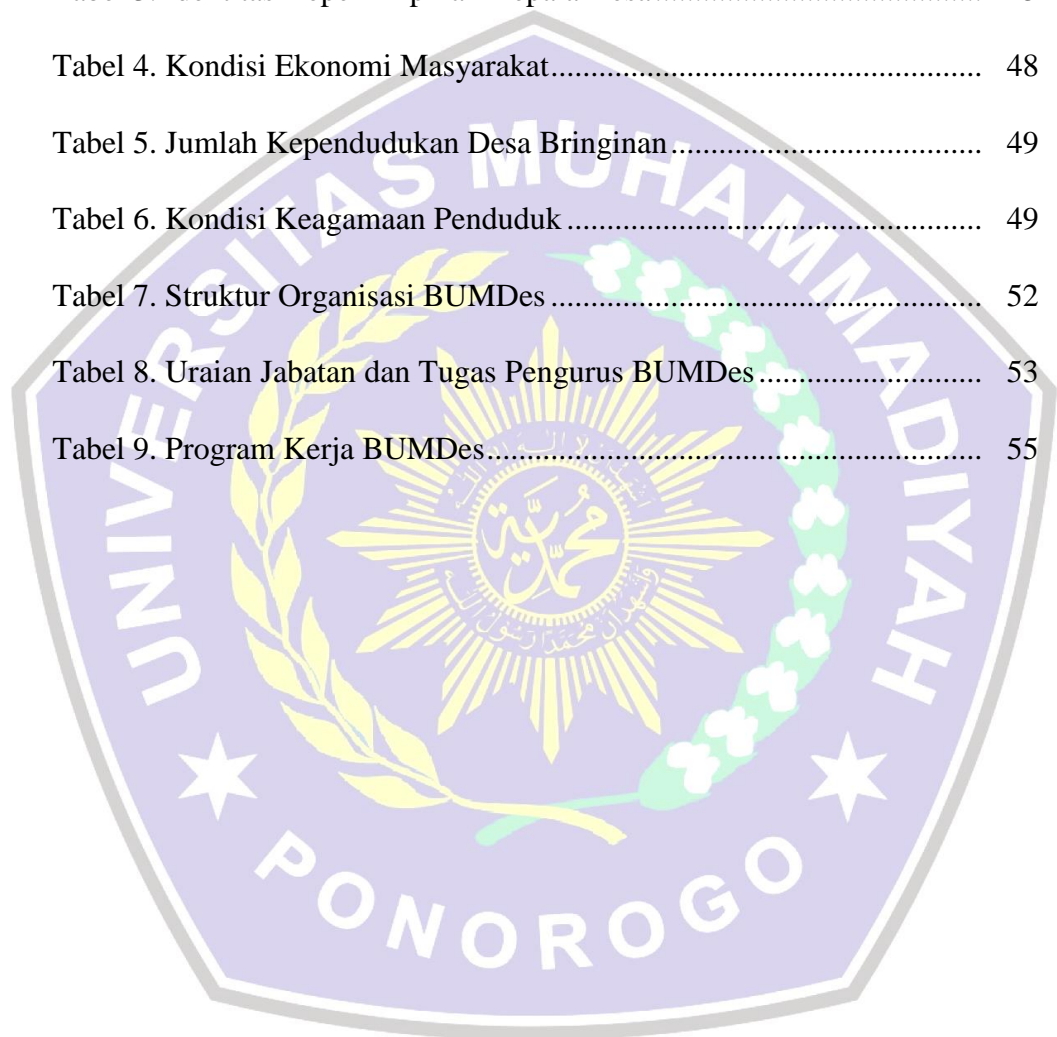 Tabel 4. Kondisi Ekonomi Masyarakat............................................................ 48
Tabel 5. Jumlah Kependudukan Desa Bringinan............................................ 49
Tabel 6. Kondisi Keagamaan Penduduk......................................................... 49
Tabel 7. Struktur Organisasi BUMDes........................................................... 52
Tabel 8. Uraian Jabatan dan Tugas Pengurus BUMDes................................ 53
Tabel 9. Program Kerja BUMDes.................................................................... 55
UNIVERSITAS MUHAMMADIYAH
PONOROGO